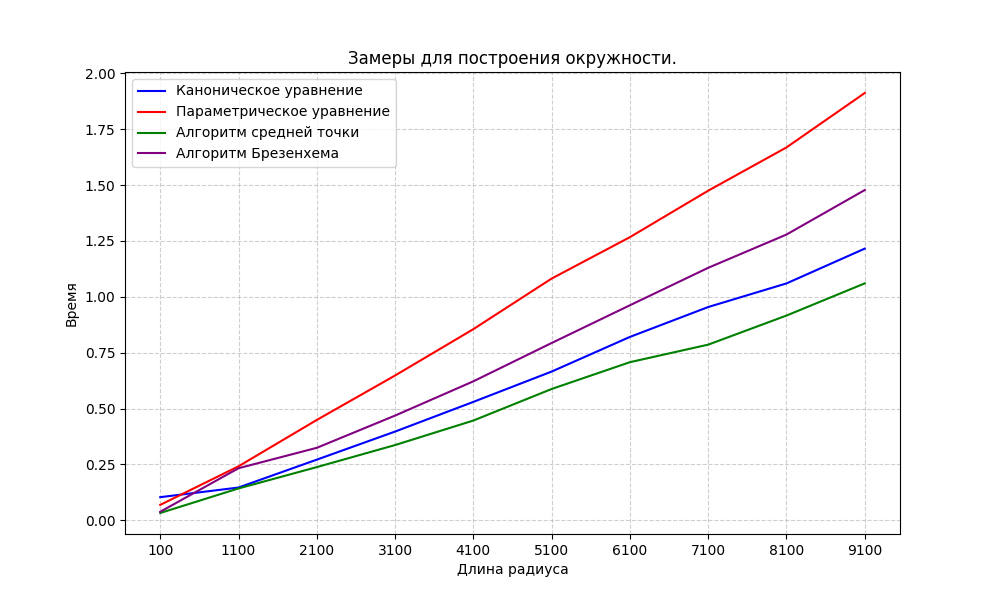 Замеры для построения окружности.
Каноническое уравнение
Параметрическое уравнение
Алгоритм средней точки
Алгоритм Брезенхема
2.00
1.75
1.50
1.25
1.00
0.75
0.50
0.25
0.00
Время
100 1100 2100 3100 4100 5100 6100 7100 8100 9100
Длина радиуса